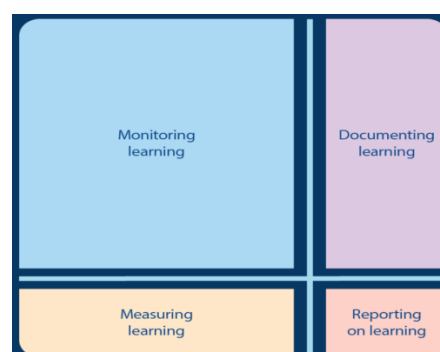 Monitoring
learning
Documenting
learning
Measuring
learning
Reporting
on learning